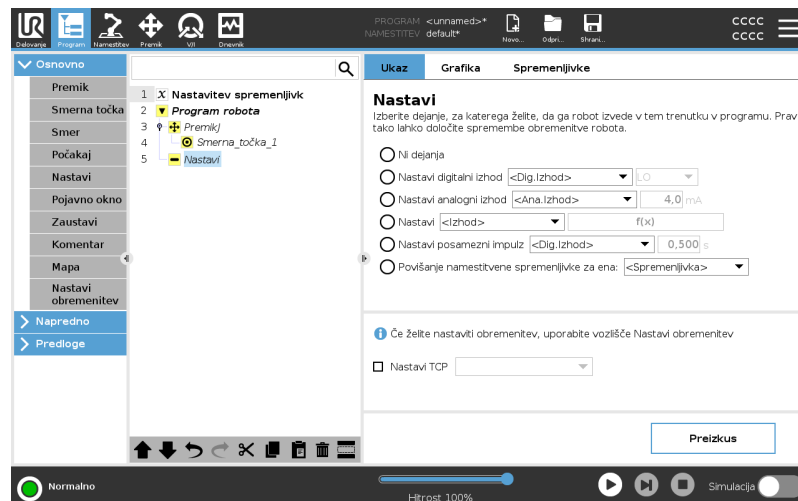 UR
Delovanje
Program
Namestitev
Premik
V/I
Dnevnik
PROGRAM <unnamed>*
NAMESTITEV default*
Novo...
Odpri...
Shrani...
CCCC
CCCC
Osnovno
Premik
Smerna točka
Smer
Počakaj
Nastavi
Pojavno okno
Zaustavi
Komentar
Mapa
Nastavi
obremenitev
Napredno
Predloge
1 X Nastavitev spremenljivk
2 Program robota
3 PremikJ
4 Smerna_točka_1
5 Nastavi
Ukaz Grafika Spremenljivke
Nastavi
Izberite dejanje, za katerega želite, da ga robot izvede v tem trenutku v programu. Prav
tako lahko določite spremembe obremenitve robota.
Ni dejanja
Nastavi digitalni izhod <Dig.Izhod> LO
Nastavi analogni izhod <Ana.Izhod> 4,0 mA
Nastavi <Izhod> f(x)
Nastavi posamezni impulz <Dig.Izhod> 0,500 s
Povišanje namestitvene spremenljivke za ena: <Spremenljivka>
Če želite nastaviti obremenitev, uporabite vozlišče Nastavi obremenitev
Nastavi TCP
Preizkus
Normalno
Hitrost 100%
Simulacija